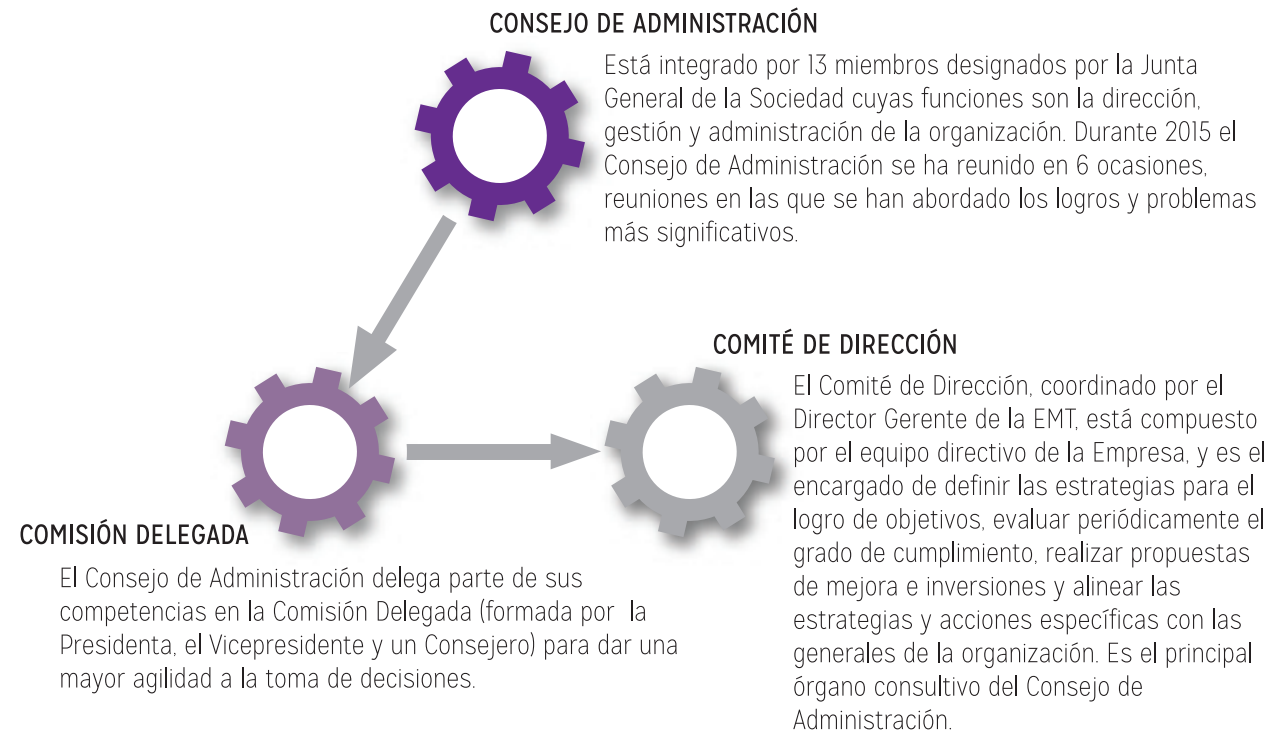 CONSEJO DE ADMINISTRACIÓN
Está integrado por 13 miembros designados por la Junta
General de la Sociedad cuyas funciones son la dirección,
gestión y administración de la organización. Durante 2015 el
Consejo de Administración se ha reunido en 6 ocasiones,
reuniones en las que se han abordado los logros y problemas
más significativos.
COMISIÓN DELEGADA
El Consejo de Administración delega parte de sus
competencias en la Comisión Delegada (formada por la
Presidenta, el Vicepresidente y un Consejero) para dar una
mayor agilidad a la toma de decisiones.
COMITÉ DE DIRECCIÓN
El Comité de Dirección, coordinado por el
Director Gerente de la EMT, está compuesto
por el equipo directivo de la Empresa, y es el
encargado de definir las estrategias para el
logro de objetivos, evaluar periódicamente el
grado de cumplimiento, realizar propuestas
de mejora e inversiones y alinear las
estrategias y acciones específicas con las
generales de la organización. Es el principal
órgano consultivo del Consejo de
Administración.